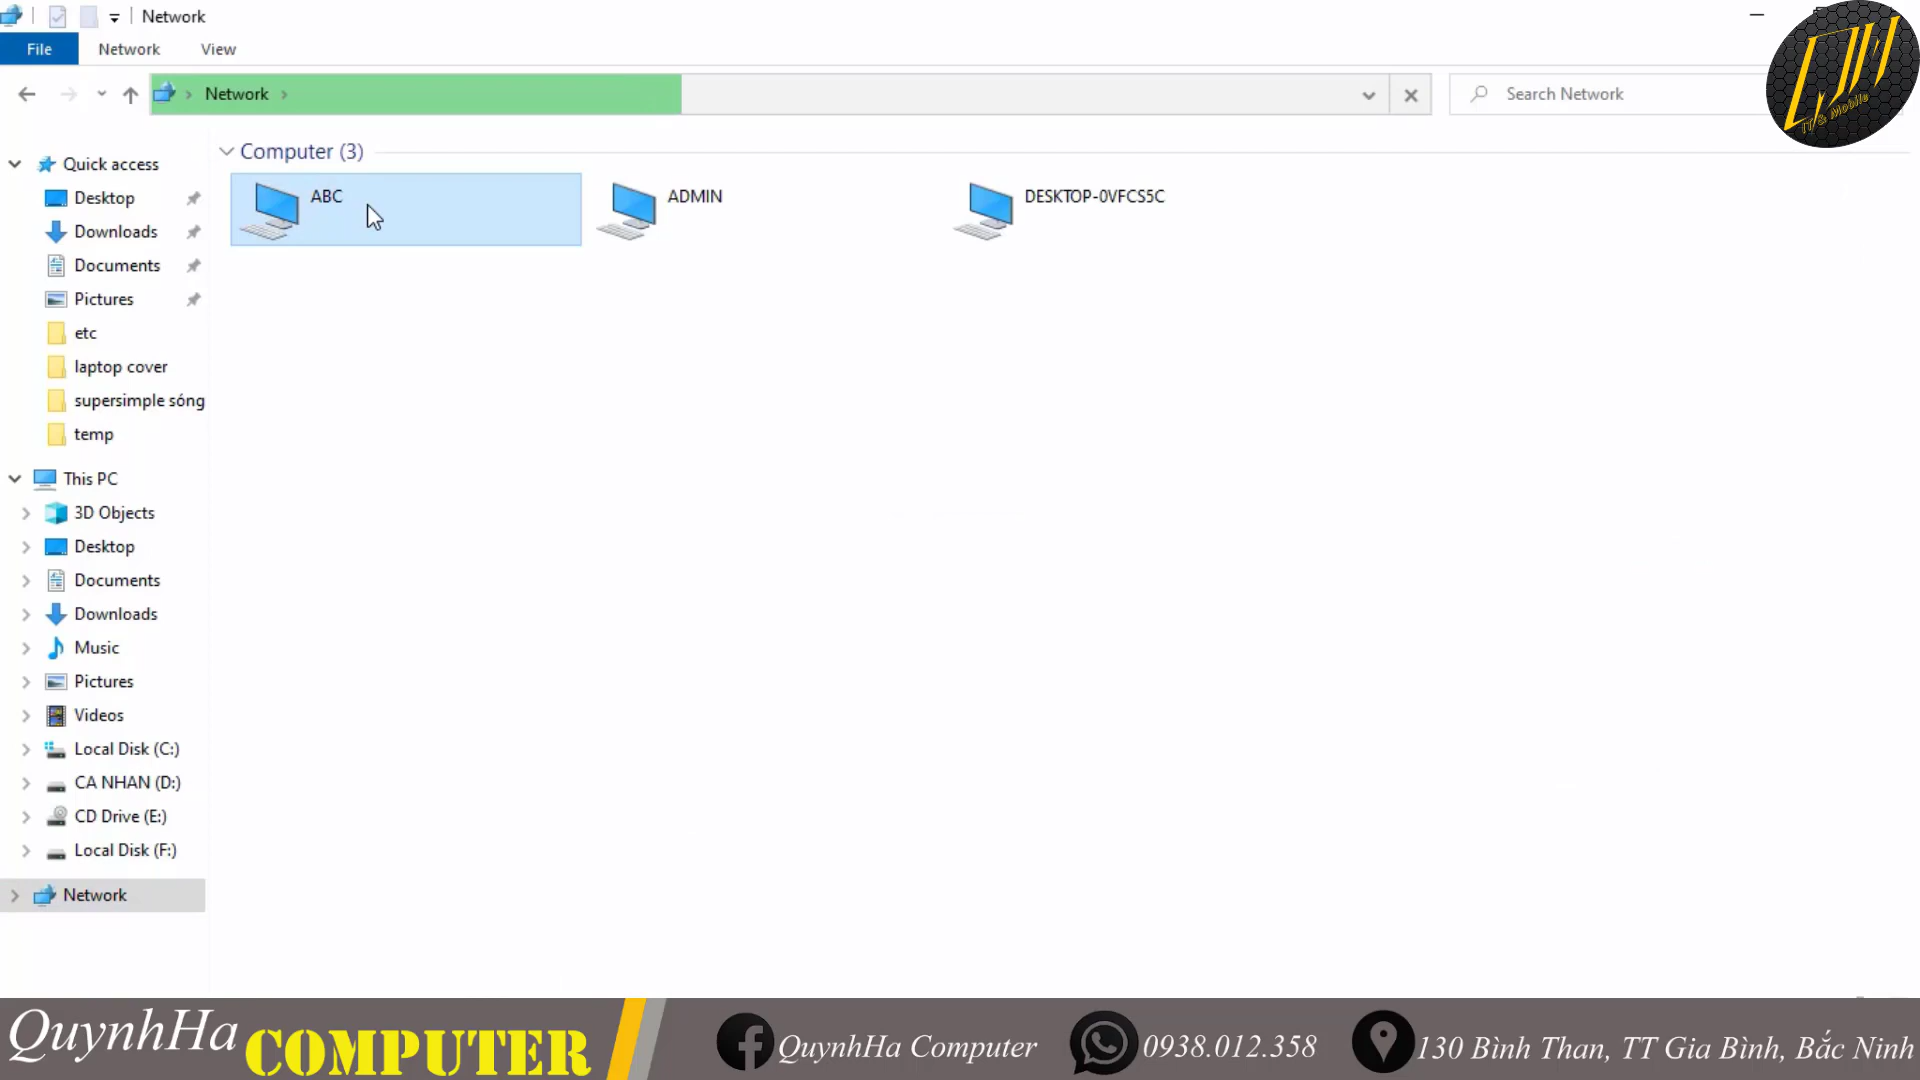 Network
File
Network
View
Network
Search Network
IT & Mobile
Quick access
Desktop
Downloads
Documents
Pictures
etc
laptop cover
supersimple sóng
temp
This PC
3D Objects
Desktop
Documents
Downloads
Music
Pictures
Videos
Local Disk (C:)
CA NHAN (D:)
CD Drive (E:)
Local Disk (F:)
Network
Computer (3)
ABC
ADMIN
DESKTOP-0VFCS5C
QuynhHa COMPUTER
QuynhHa Computer
0938.012.358
130 Bình Than, TT Gia Bình, Bắc Ninh